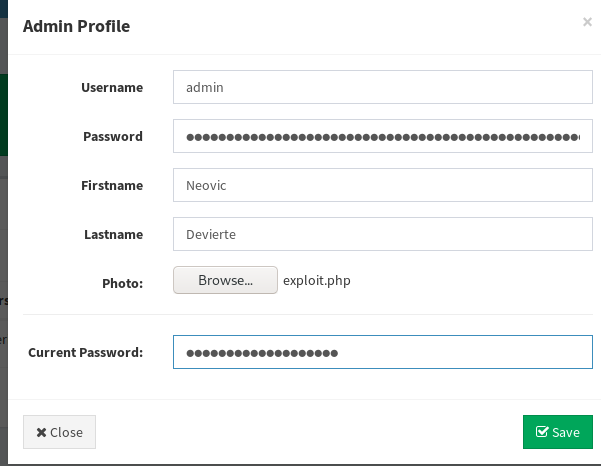 Admin Profile ×
Username admin
Password ●●●●●●●●●●●●●●●●●●●●●●●●●●●●●●●●●●●●●●●●●●●●●●●●●●
Firstname Neovic
Lastname Devierte
Photo: Browse... exploit.php
Current Password: ●●●●●●●●●●●●●●●●●●●
Close Save